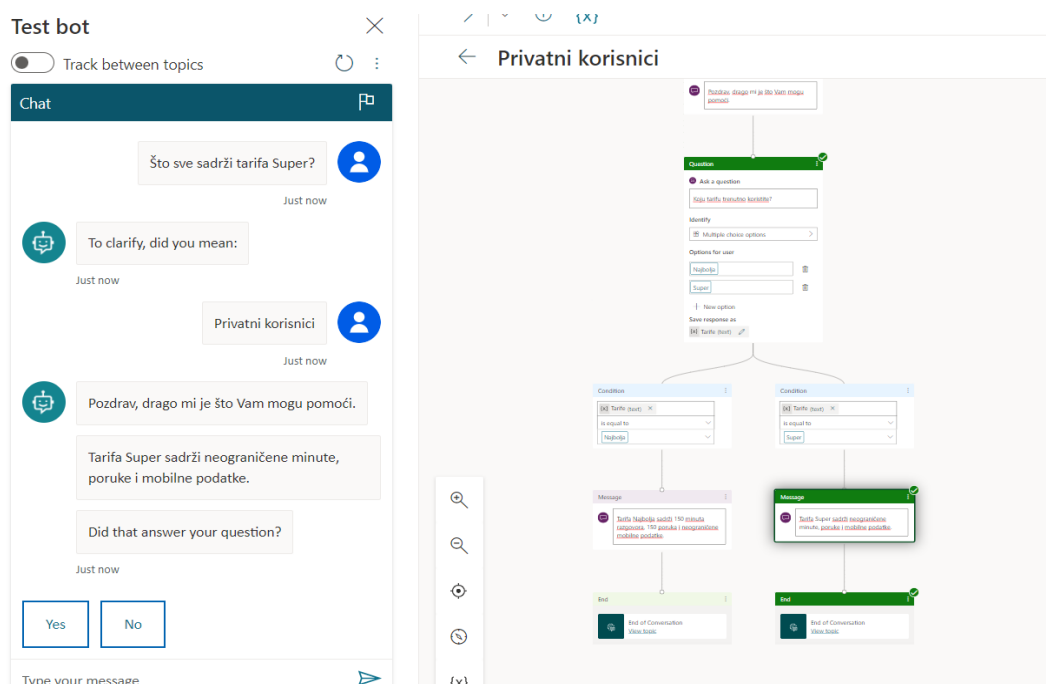 Test bot
Track between topics
Chat
Što sve sadrži tarifa Super?
Just now
To clarify, did you mean:
Just now
Privatni korisnici
Just now
Pozdrav, drago mi je što Vam mogu pomoći.
Tarifa Super sadrži neograničene minute,
poruke i mobilne podatke.
Did that answer your question?
Just now
Yes
No
Type your message
{x}
Privatni korisnici
Pozdrav, drago mi je što Vam mogu
pomoći.
Question
Ask a question
Koju tarifu trenutno koristite?
Identify
Multiple choice options
Options for user
Najbolja
Super
New option
Save response as
{x} Tarife (text)
Condition
{x} Tarife (text)
is equal to
Najbolja
Condition
{x} Tarife (text)
is equal to
Super
Message
Tarifa Najbolja sadrži 150 minuta
razgovora, 150 poruka i neograničene
mobilne podatke.
Message
Tarifa Super sadrži neograničene
minute, poruke i mobilne podatke.
End
End of Conversation
View topic
End
End of Conversation
View topic
{x}